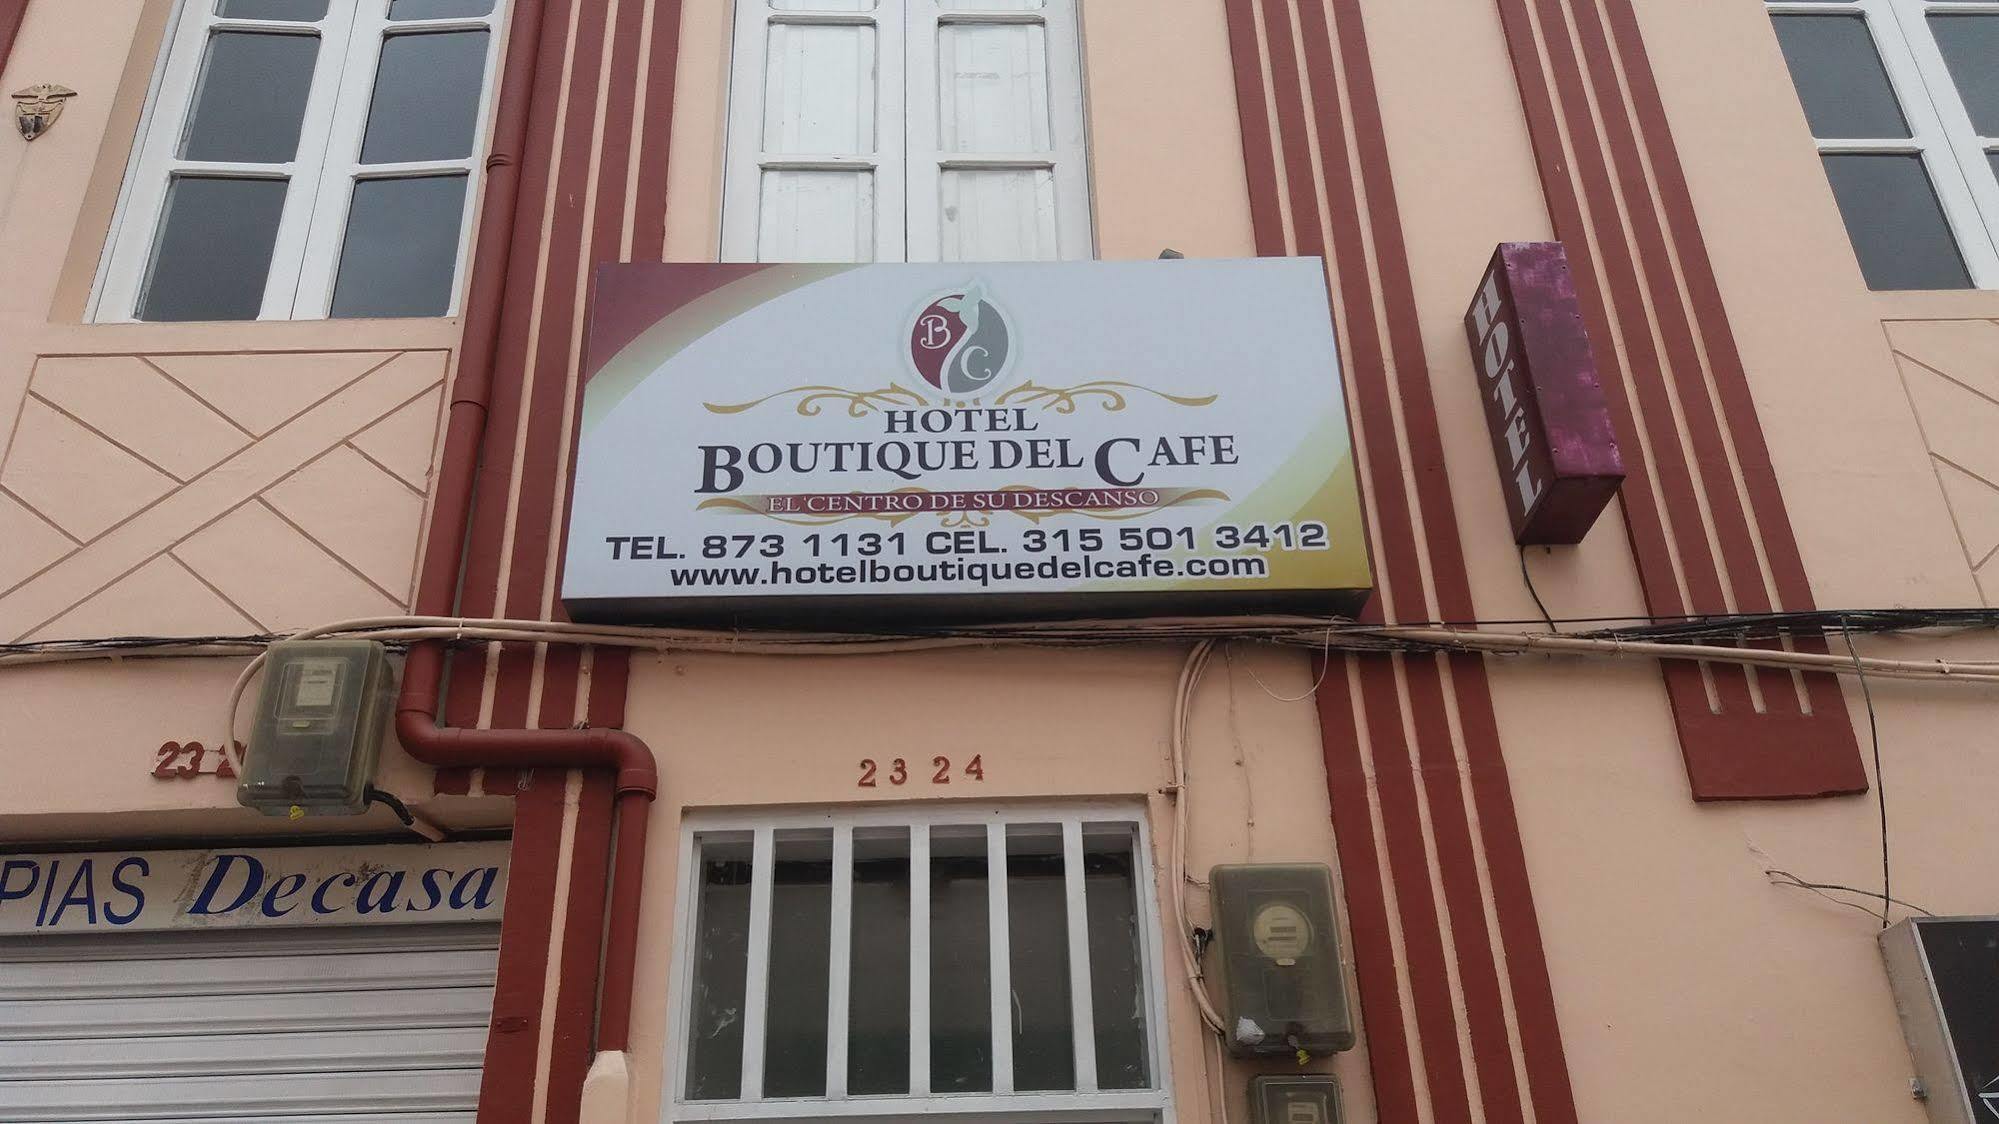 B
C
HOTEL
BOUTIQUE DEL CAFE
EL CENTRO DE SU DESCANSO
TEL. 873 1131 CEL. 315 501 3412
www.hotelboutiquedelcafe.com
HOTEL
23
23 24
PIAS Decasa